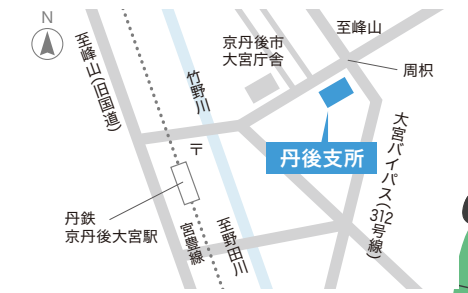 N
至峰山
京丹後市
大宮庁舎
周枳
至峰山(旧国道)
竹野川
大宮バイパス(312号線)
〒
丹後支所
丹鉄
京丹後大宮駅
宮豊線
至野田川